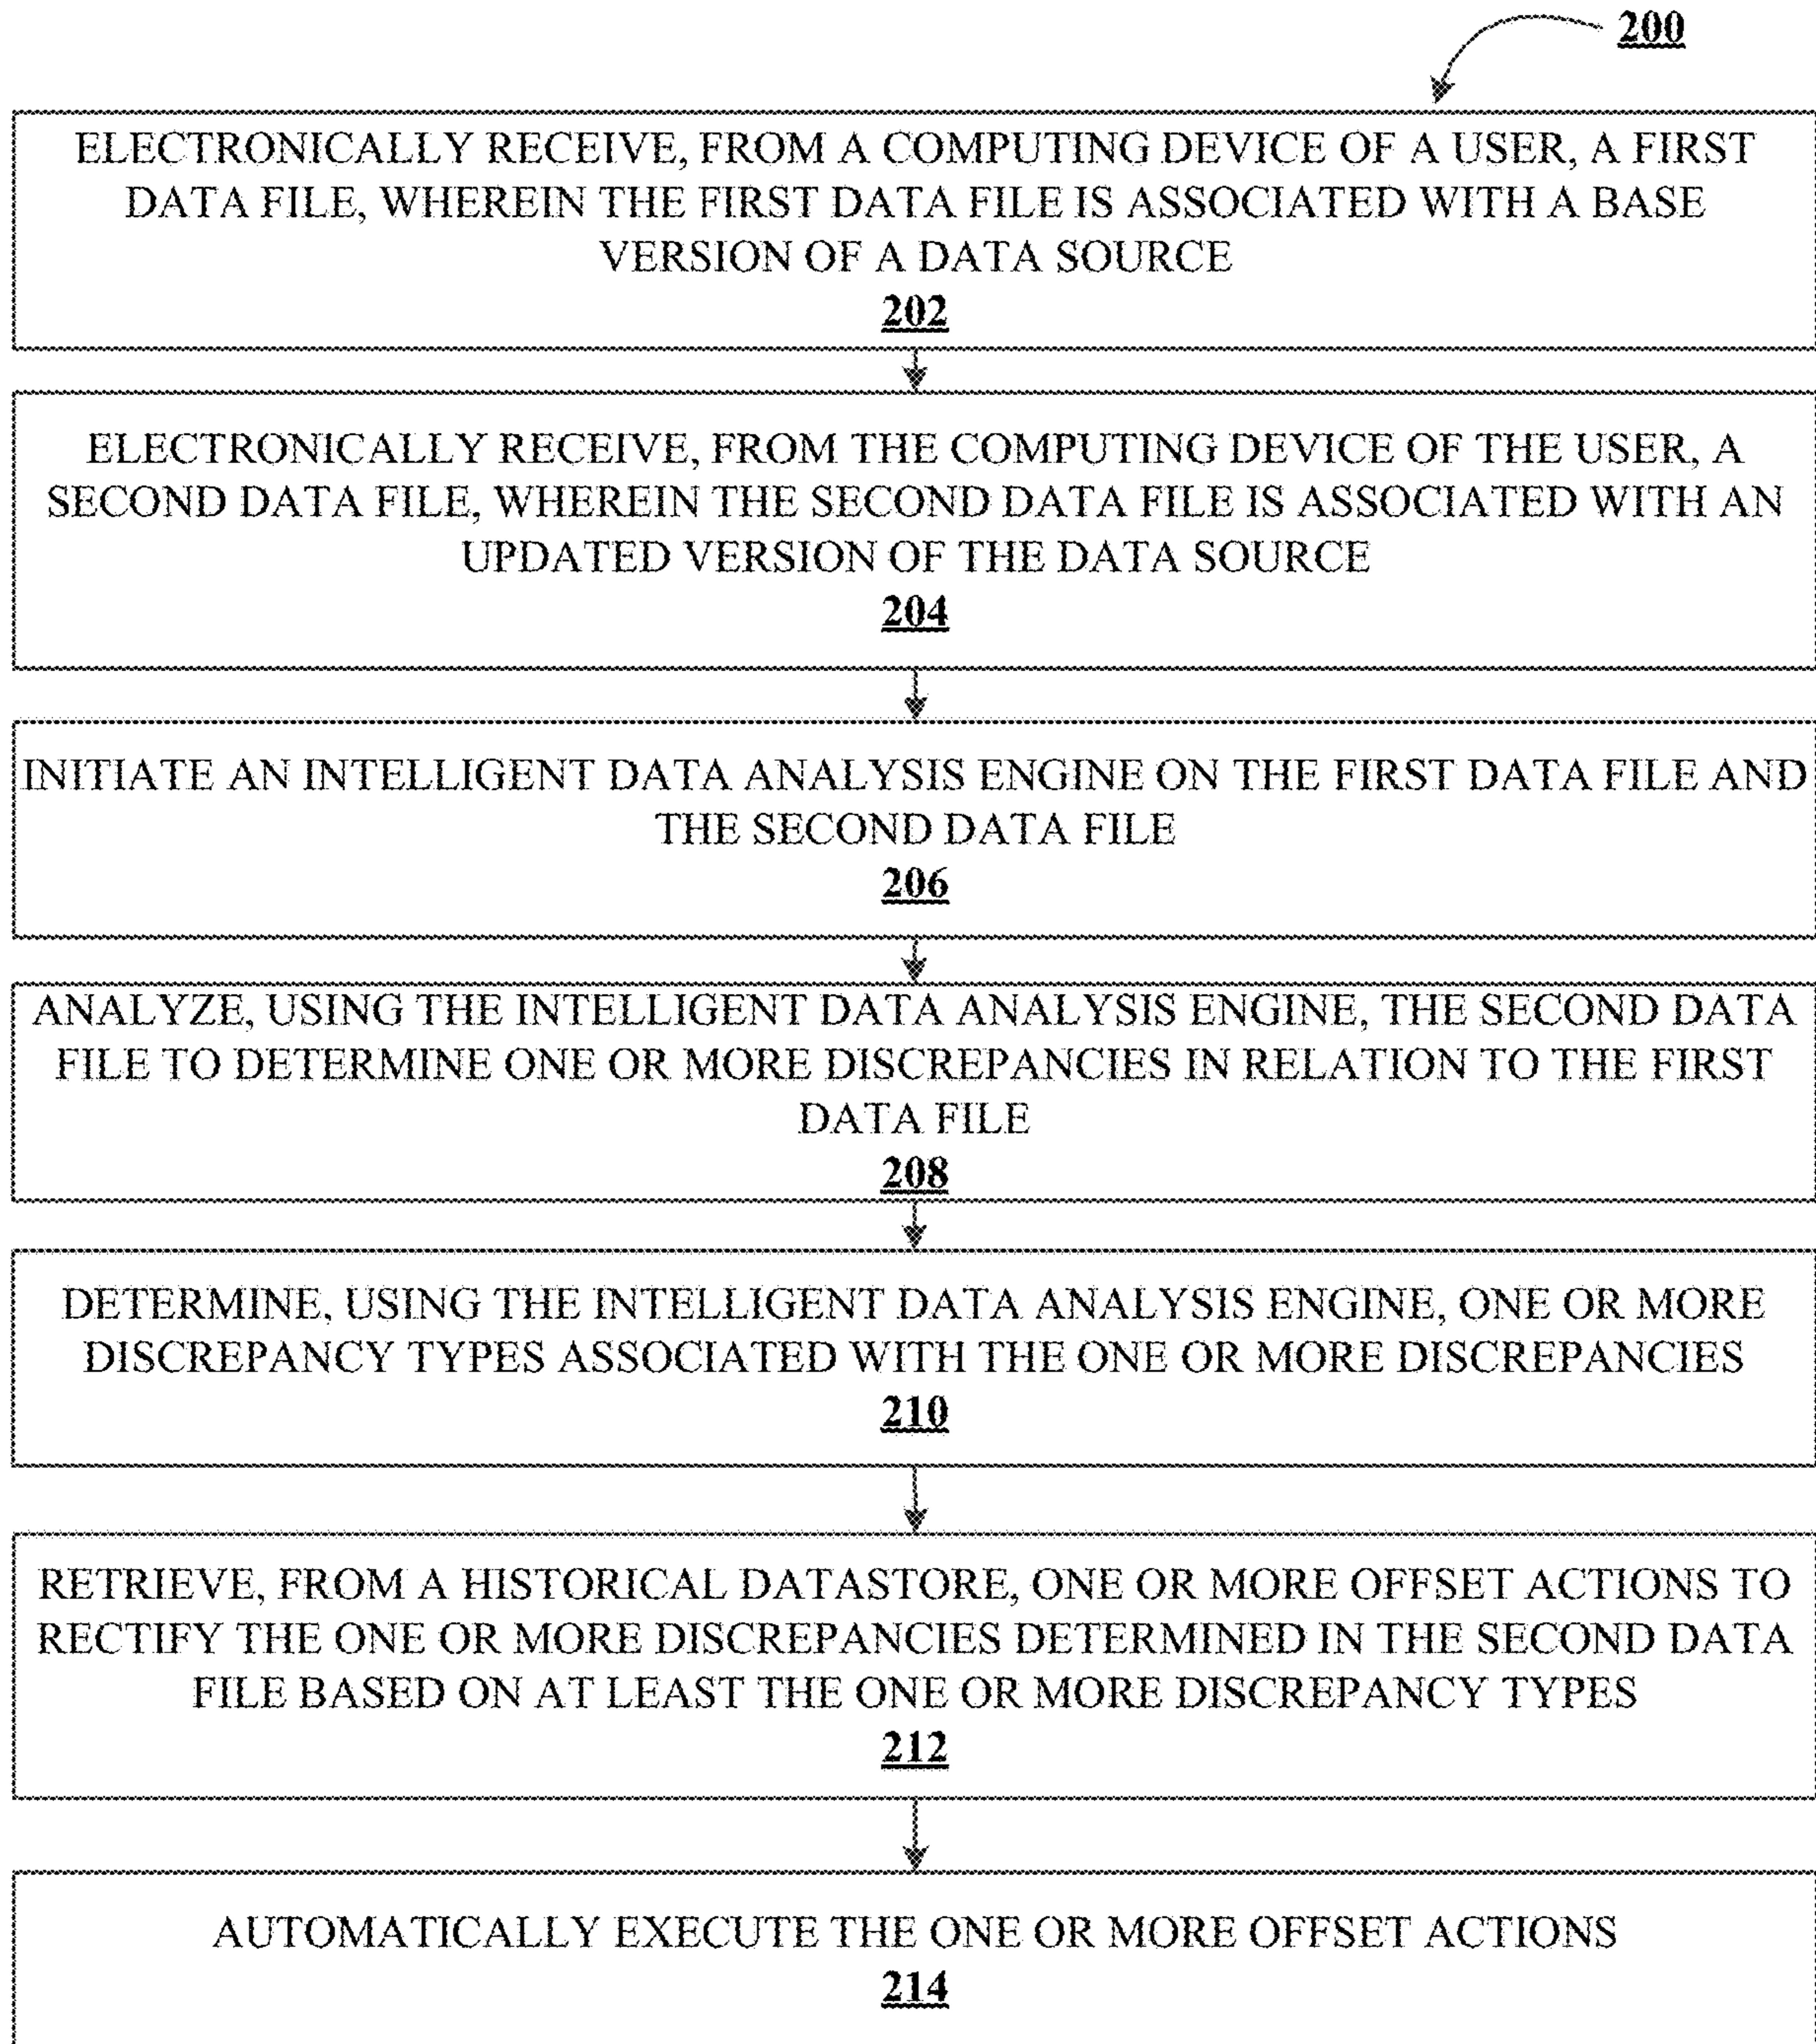 200
ELECTRONICALLY RECEIVE, FROM A COMPUTING DEVICE OF A USER, A FIRST
DATA FILE, WHEREIN THE FIRST DATA FILE IS ASSOCIATED WITH A BASE
VERSION OF A DATA SOURCE
202
ELECTRONICALLY RECEIVE, FROM THE COMPUTING DEVICE OF THE USER, A
SECOND DATA FILE, WHEREIN THE SECOND DATA FILE IS ASSOCIATED WITH AN
UPDATED VERSION OF THE DATA SOURCE
204
INITIATE AN INTELLIGENT DATA ANALYSIS ENGINE ON THE FIRST DATA FILE AND
THE SECOND DATA FILE
206
ANALYZE, USING THE INTELLIGENT DATA ANALYSIS ENGINE, THE SECOND DATA
FILE TO DETERMINE ONE OR MORE DISCREPANCIES IN RELATION TO THE FIRST
DATA FILE
208
DETERMINE, USING THE INTELLIGENT DATA ANALYSIS ENGINE, ONE OR MORE
DISCREPANCY TYPES ASSOCIATED WITH THE ONE OR MORE DISCREPANCIES
210
RETRIEVE, FROM A HISTORICAL DATASTORE, ONE OR MORE OFFSET ACTIONS TO
RECTIFY THE ONE OR MORE DISCREPANCIES DETERMINED IN THE SECOND DATA
FILE BASED ON AT LEAST THE ONE OR MORE DISCREPANCY TYPES
212
AUTOMATICALLY EXECUTE THE ONE OR MORE OFFSET ACTIONS
214